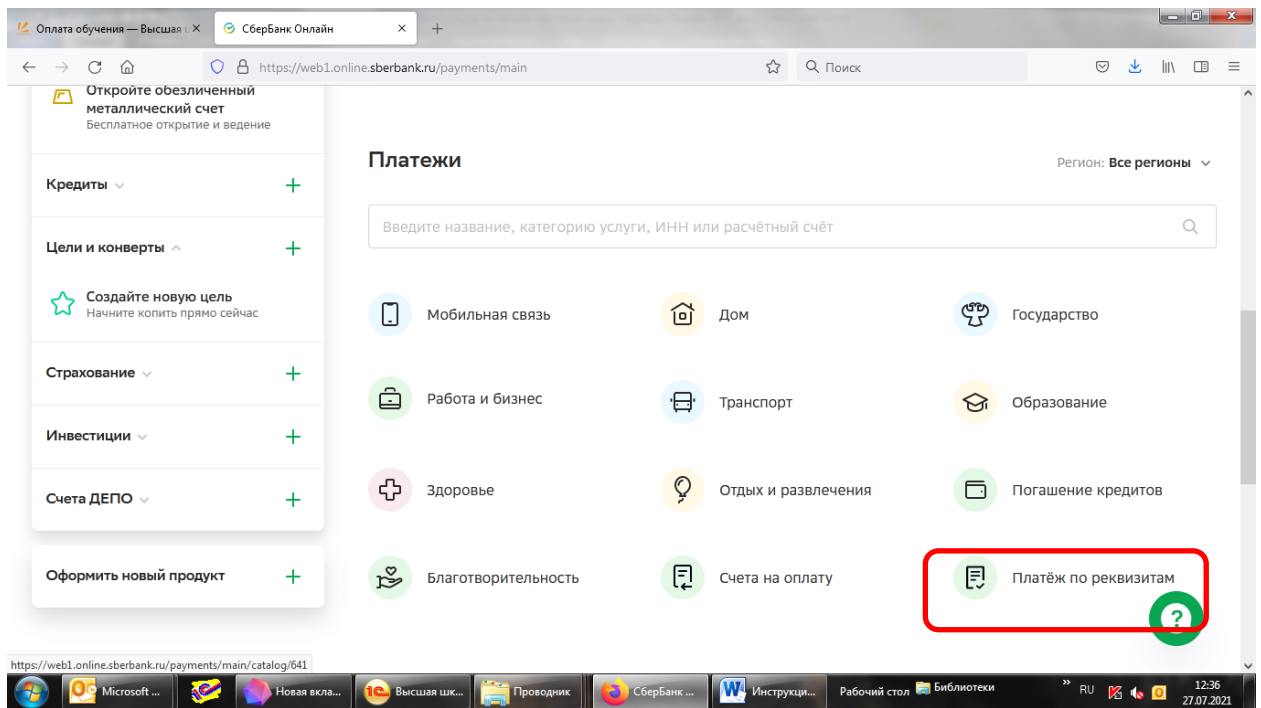 Оплата обучения — Высшая
СберБанк Онлайн
https://web1.online.sberbank.ru/payments/main
Поиск
Откройте обезличенный
металлический счет
Бесплатное открытие и ведение
Кредиты
Цели и конверты
Создайте новую цель
Начните копить прямо сейчас
Страхование
Инвестиции
Счета ДЕПО
Оформить новый продукт
Платежи
Регион: Все регионы
Введите название, категорию услуги, ИНН или расчётный счёт
Мобильная связь
Дом
Государство
Работа и бизнес
Транспорт
Образование
Здоровье
Отдых и развлечения
Погашение кредитов
Благотворительность
Счета на оплату
Платёж по реквизитам
?
https://web1.online.sberbank.ru/payments/main/catalog/641
Microsoft ...
Новая вкла...
Высшая шк...
Проводник
СберБанк ...
Инструкци...
Рабочий стол
Библиотеки
»
RU
12:36
27.07.2021